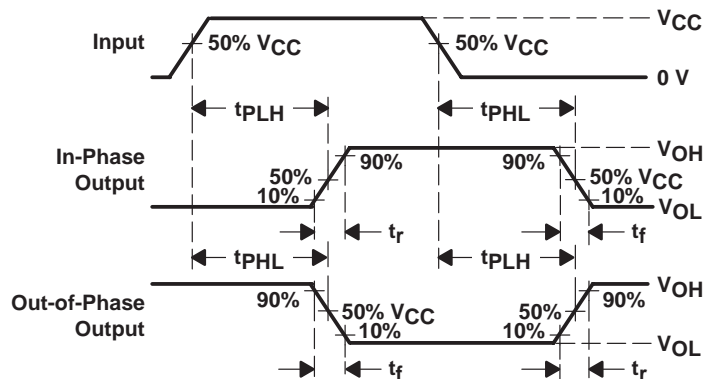 VCC
Input
50% VCC
50% VCC
0 V
tPLH
tPHL
In-Phase
Output
90%
90%
VOH
50%
50% VCC
10%
10%
VOL
tr
tf
tPHL
tPLH
Out-of-Phase
Output
90%
90%
VOH
50% VCC
50%
10%
10%
VOL
tf
tr